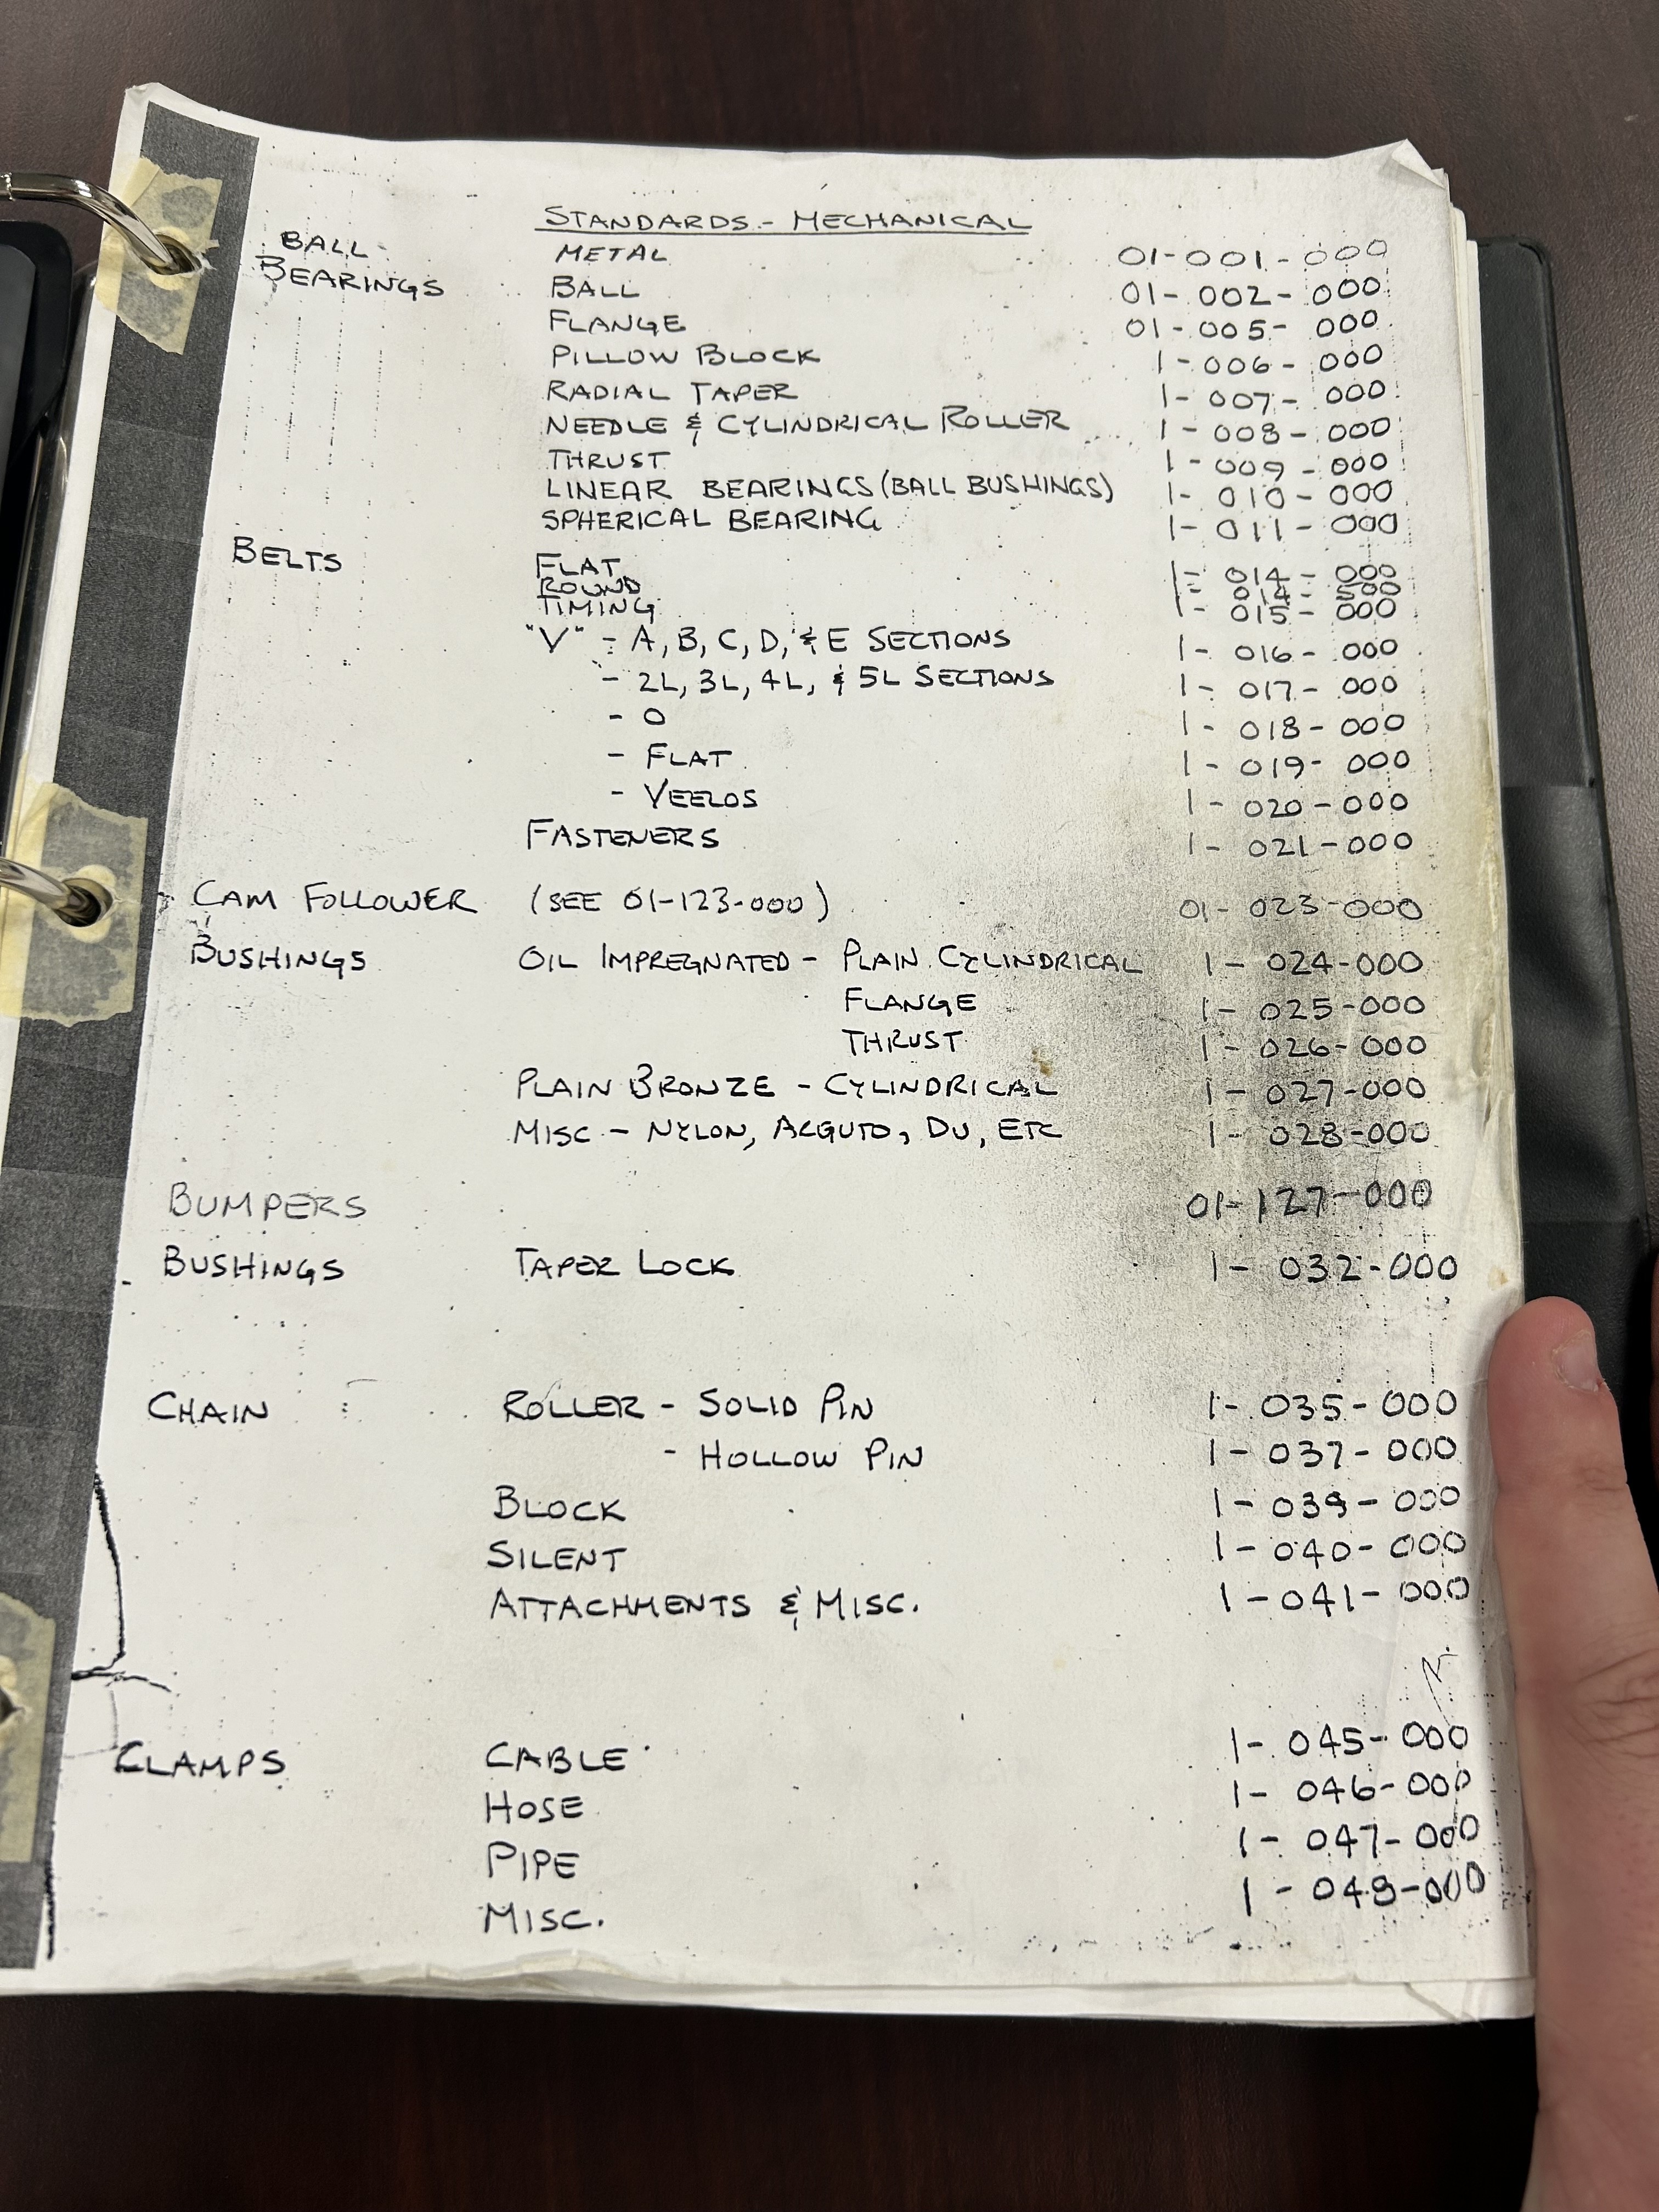 STANDARDS - MECHANICAL
BALL BEARINGS METAL 01-001-000
BALL 01-002-000
FLANGE 01-005-000
PILLOW BLOCK 1-006-000
RADIAL TAPER 1-007-000
NEEDLE & CYLINDRICAL ROLLER 1-008-000
THRUST 1-009-000
LINEAR BEARINGS (BALL BUSHINGS) 1-010-000
SPHERICAL BEARING 1-011-000
BELTS FLAT 1-014-000
ROUND 1-014-500
TIMING 1-015-000
"V" - A, B, C, D, & E SECTIONS 1-016-000
- 2L, 3L, 4L, & 5L SECTIONS 1-017-000
- O 1-018-000
- FLAT 1-019-000
- VEELOS 1-020-000
FASTENERS 1-021-000
CAM FOLLOWER (SEE 01-123-000) 01-023-000
BUSHINGS OIL IMPREGNATED - PLAIN CYLINDRICAL 1-024-000
FLANGE 1-025-000
THRUST 1-026-000
PLAIN BRONZE - CYLINDRICAL 1-027-000
MISC - NYLON, ACGUTO, DU, ETC 1-028-000
BUMPERS 01-127-000
BUSHINGS TAPER LOCK 1-032-000
CHAIN ROLLER - SOLID PIN 1-035-000
- HOLLOW PIN 1-037-000
BLOCK 1-039-000
SILENT 1-040-000
ATTACHMENTS & MISC. 1-041-000
CLAMPS CABLE 1-045-000
HOSE 1-046-000
PIPE 1-047-000
MISC. 1-048-000